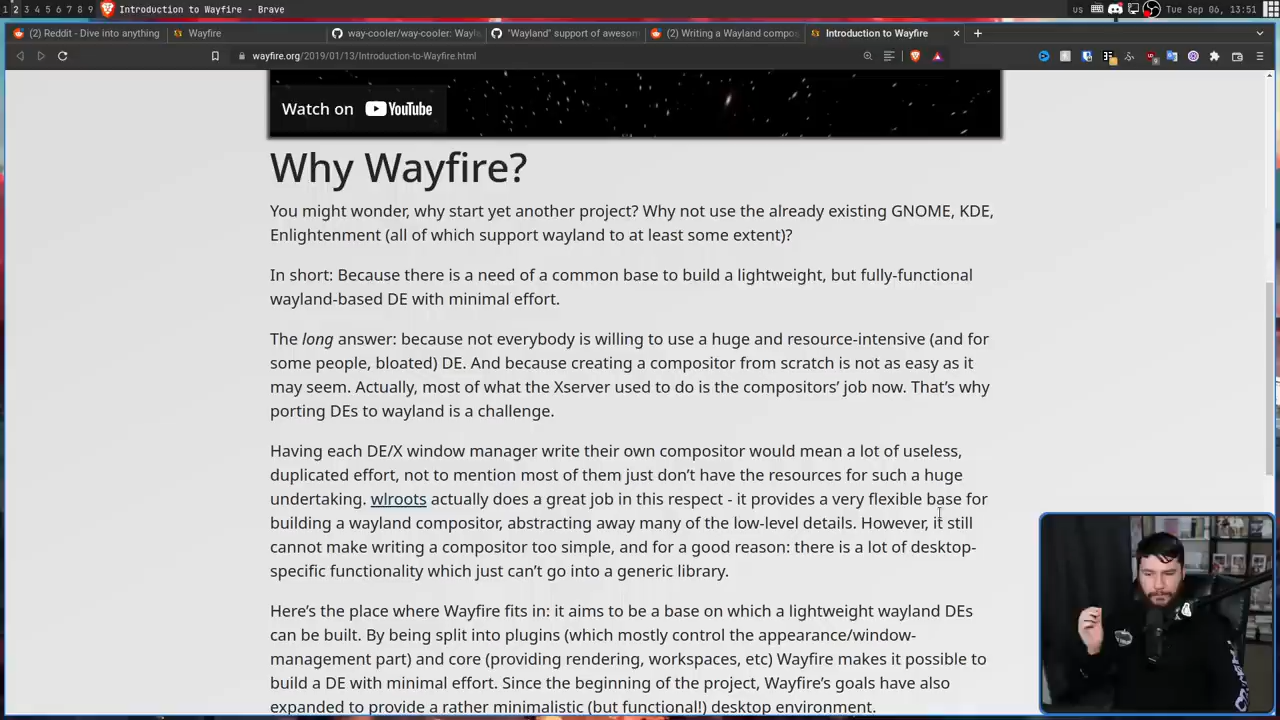 1 2 3 4 5 6 7 8 9 Introduction to Wayfire - Brave us Tue Sep 06, 13:51
(2) Reddit - Dive into anything Wayfire way-cooler/way-cooler: Wayl "Wayland" support of aweson (2) Writing a Wayland compos Introduction to Wayfire
wayfire.org/2019/01/13/Introduction-to-Wayfire.html
Watch on YouTube
Why Wayfire?
You might wonder, why start yet another project? Why not use the already existing GNOME, KDE,
Enlightenment (all of which support wayland to at least some extent)?
In short: Because there is a need of a common base to build a lightweight, but fully-functional
wayland-based DE with minimal effort.
The long answer: because not everybody is willing to use a huge and resource-intensive (and for
some people, bloated) DE. And because creating a compositor from scratch is not as easy as it
may seem. Actually, most of what the Xserver used to do is the compositors’ job now. That’s why
porting DEs to wayland is a challenge.
Having each DE/X window manager write their own compositor would mean a lot of useless,
duplicated effort, not to mention most of them just don’t have the resources for such a huge
undertaking. wlroots actually does a great job in this respect - it provides a very flexible base for
building a wayland compositor, abstracting away many of the low-level details. However, it still
cannot make writing a compositor too simple, and for a good reason: there is a lot of desktop-
specific functionality which just can’t go into a generic library.
Here’s the place where Wayfire fits in: it aims to be a base on which a lightweight wayland DEs
can be built. By being split into plugins (which mostly control the appearance/window-
management part) and core (providing rendering, workspaces, etc) Wayfire makes it possible to
build a DE with minimal effort. Since the beginning of the project, Wayfire’s goals have also
expanded to provide a rather minimalistic (but functional!) desktop environment.